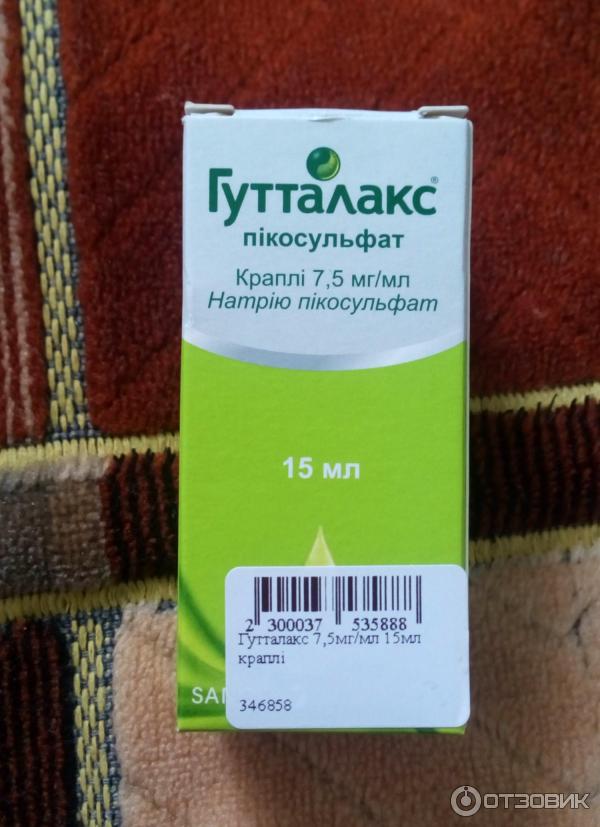 Гутталакс®
пікосульфат
Краплі 7,5 мг/мл
Натрію пікосульфат
15 мл
2 300037 535888
Гутталакс 7,5мг/мл 15мл
краплі
346858
ОТЗОВИК